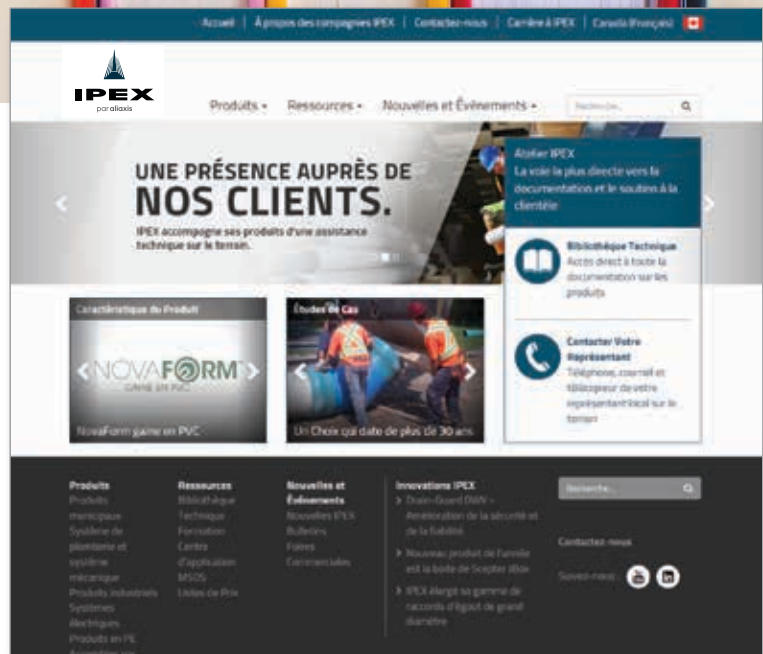 Accueil | À propos des compagnies IPEX | Contactez-nous | Carrière à IPEX | Canada (Français)
IPEX
par aliaxis
Produits Ressources Nouvelles et Événements Recherche...
UNE PRÉSENCE AUPRÈS DE
NOS CLIENTS.
IPEX accompagne ses produits d'une assistance
technique sur le terrain.
Atelier IPEX
La voie la plus directe vers la
documentation et le soutien à la
clientèle
Bibliothèque Technique
Accès direct à toute la
documentation sur les
produits
Contacter Votre
Représentant
Téléphone, courriel et
télécopieur de votre
représentant local sur le
terrain
Caractéristique du Produit
NOVAFORM
GAINE EN PVC
NovaForm gaine en PVC
Études de Cas
Un Choix qui date de plus de 30 ans
Produits
Produits
municipaux
Système de
plomberie et
système
mécanique
Produits industriels
Systèmes
électriques
Produits en PE
Ressources
Bibliothèque
Technique
Formation
Centre
d'application
MSDS
Listes de Prix
Nouvelles et
Événements
Nouvelles IPEX
Bulletins
Foires
Commerciales
Innovations IPEX
Drain-Guard DWV –
Amélioration de la sécurité et
de la fiabilité
Nouveau produit de l'année
est la boite de Scepter JBox
IPEX élargit sa gamme de
raccords d'égout de grand
diamètre
Recherche...
Contactez-nous
Suivez-nous :
You
in